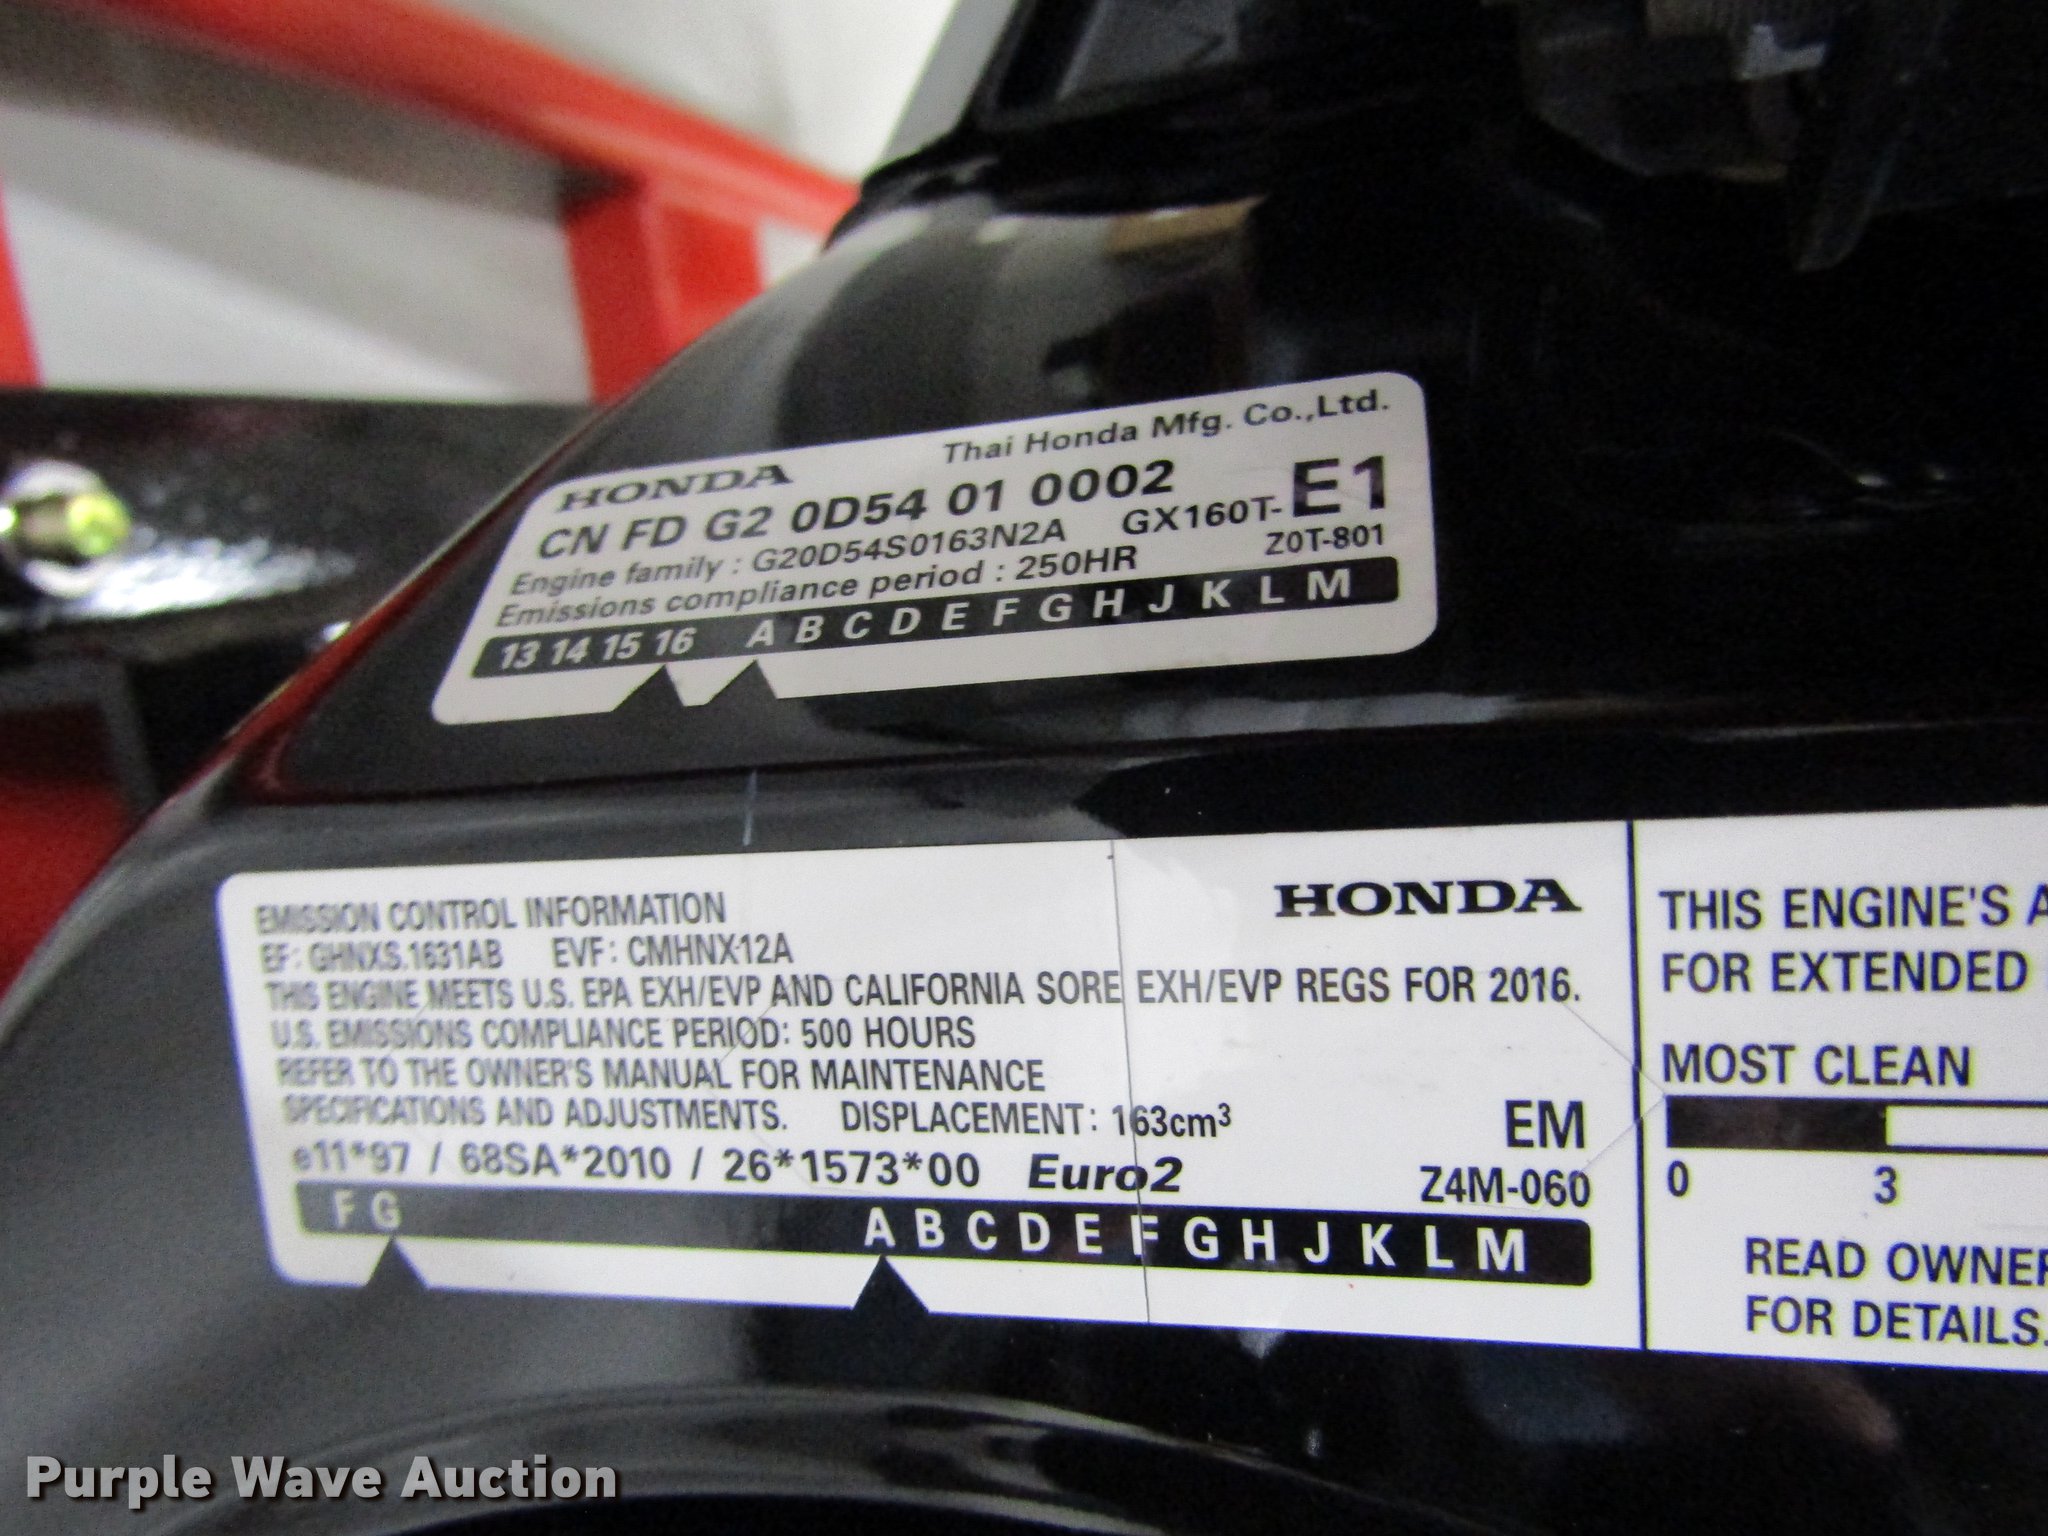 Thai Honda Mfg. Co.,Ltd.
HONDA
CN FD G2 0D54 01 0002
Engine family : G20D54S0163N2A GX160T-E1
Emissions compliance period : 250HR Z0T-801
13 14 15 16 A B C D E F G H J K L M
EMISSION CONTROL INFORMATION HONDA
EF: GHNXS.1631AB EVF: CMHNX12A
THIS ENGINE MEETS U.S. EPA EXH/EVP AND CALIFORNIA SORE EXH/EVP REGS FOR 2016.
U.S. EMISSIONS COMPLIANCE PERIOD: 500 HOURS
REFER TO THE OWNER'S MANUAL FOR MAINTENANCE
SPECIFICATIONS AND ADJUSTMENTS. DISPLACEMENT: 163cm³ EM
e11*97 / 68SA*2010 / 26*1573*00 Euro2 Z4M-060
F G A B C D E F G H J K L M
THIS ENGINE'S A
FOR EXTENDED
MOST CLEAN
0 3
READ OWNER
FOR DETAILS.
Purple Wave Auction